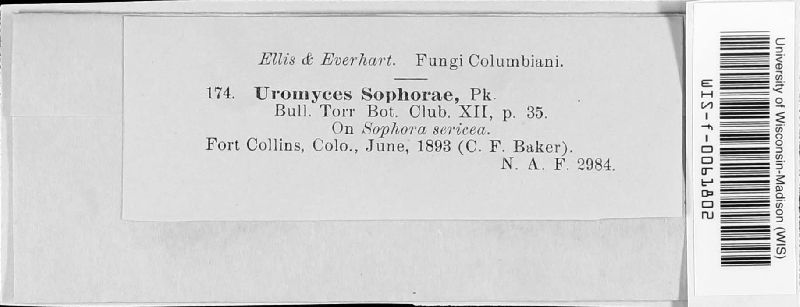 Ellis & Everhart. Fungi Columbiani.
174. Uromyces Sophorae, Pk.
Bull. Torr Bot. Club. XII, p. 35.
On Sophora sericea.
Fort Collins, Colo., June, 1893 (C. F. Baker).
N. A. F. 2984.
University of Wisconsin-Madison (WIS)
WIS-f-0061802